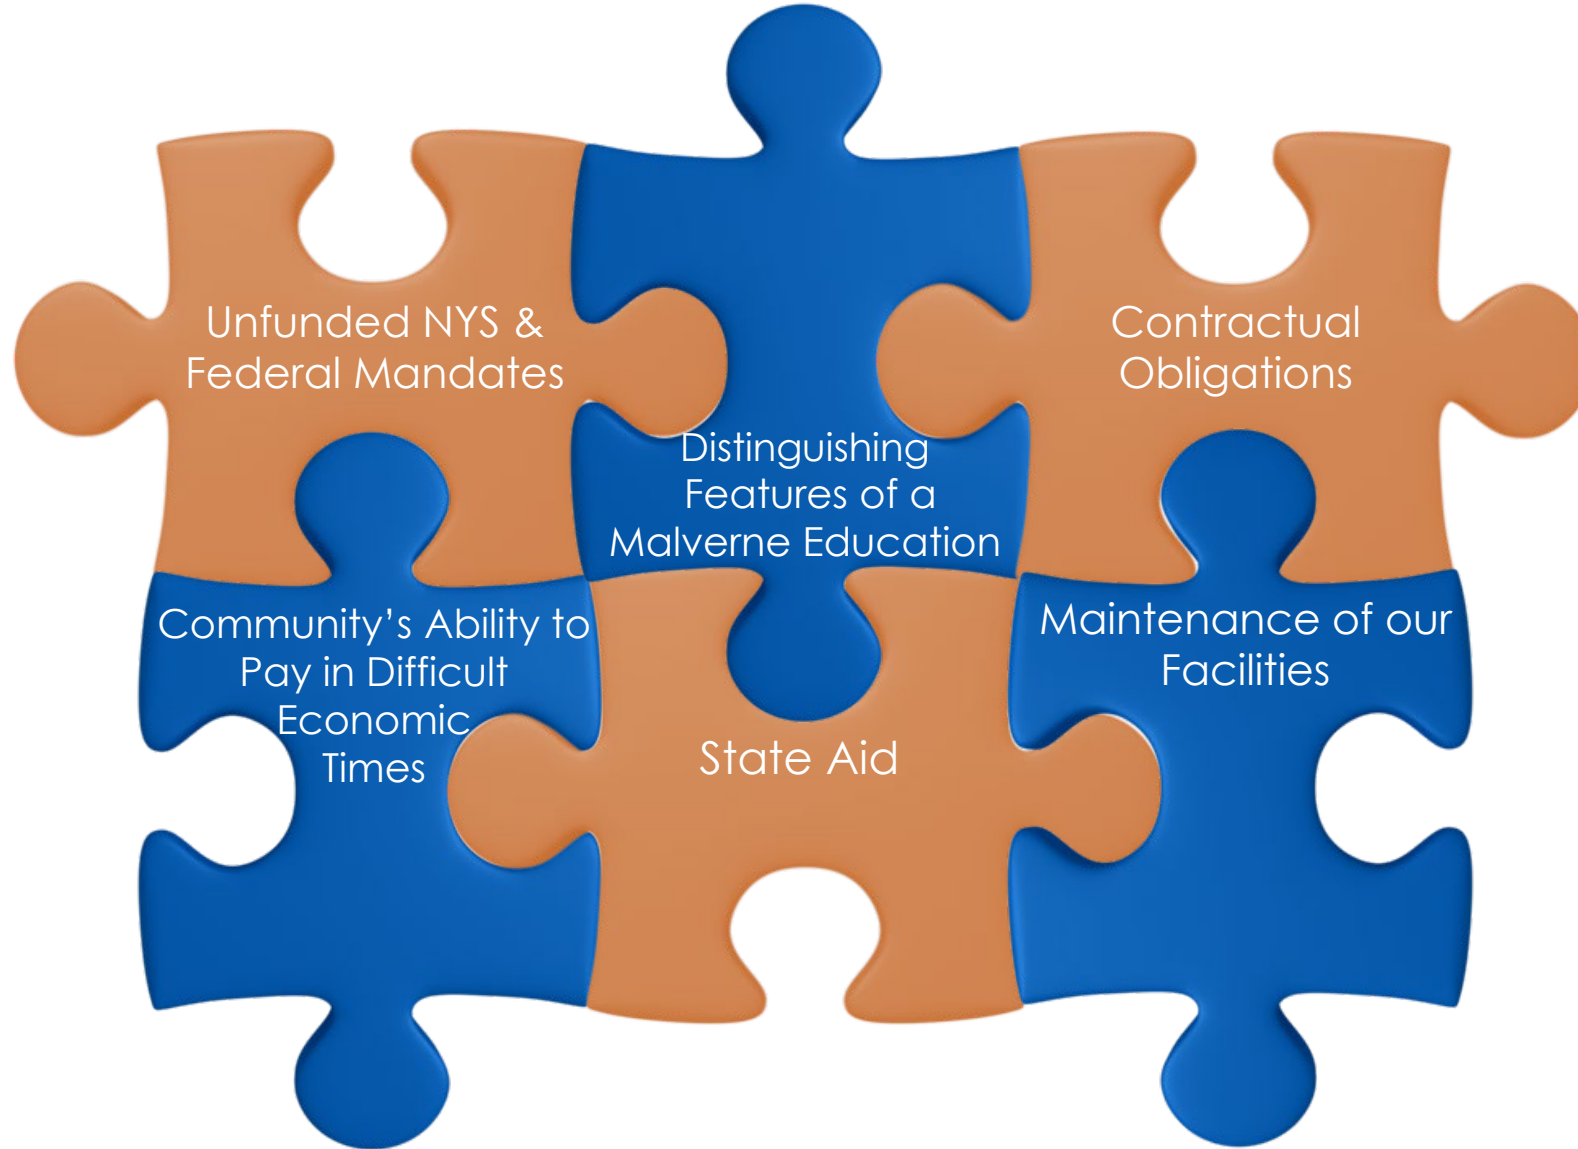 Unfunded NYS &
Federal Mandates
Distinguishing
Features of a
Malverne Education
Contractual
Obligations
Community’s Ability to
Pay in Difficult
Economic
Times
State Aid
Maintenance of our
Facilities